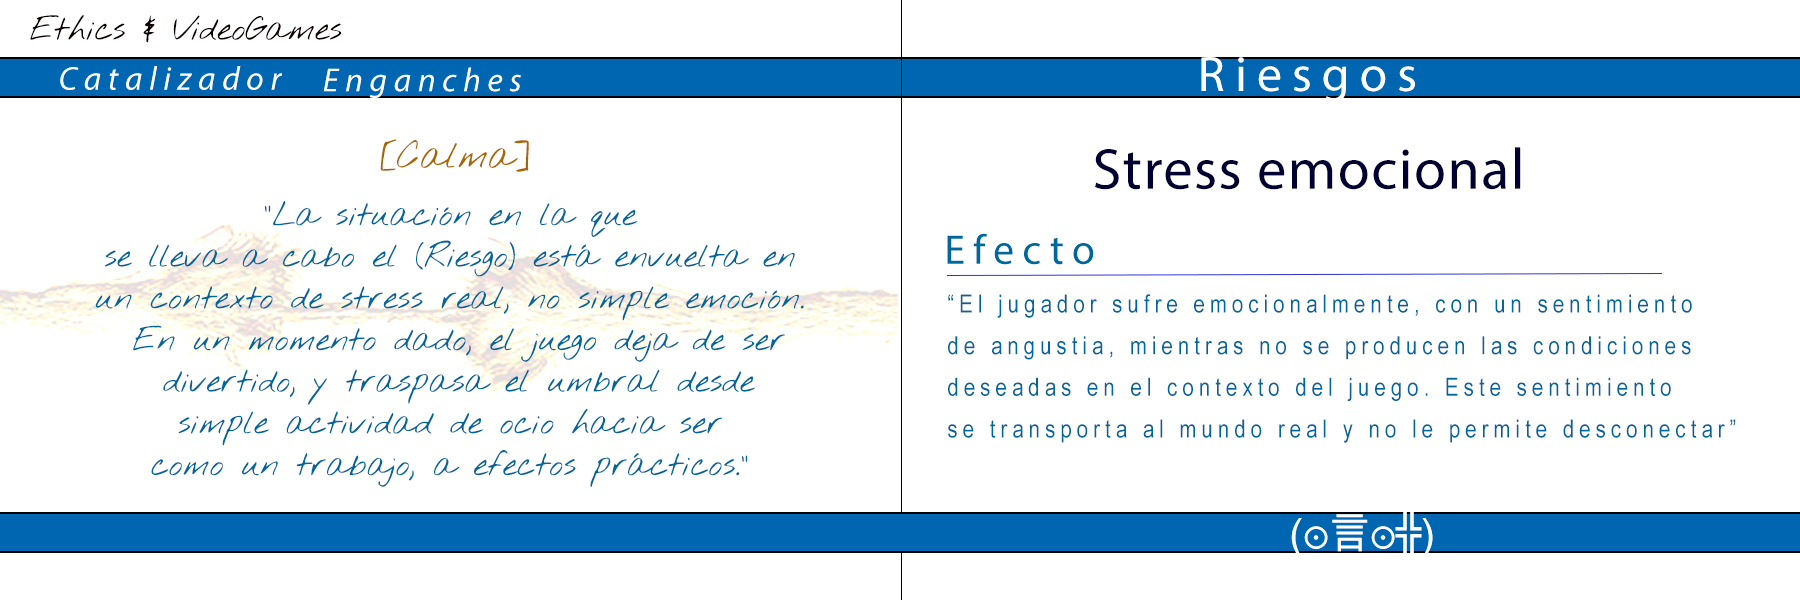 Ethics & VideoGames
Catalizador Enganches
[Calma]
"La situación en la que
se lleva a cabo el (Riesgo) está envuelta en
un contexto de stress real, no simple emoción.
En un momento dado, el juego deja de ser
divertido, y traspasa el umbral desde
simple actividad de ocio hacia ser
como un trabajo, a efectos prácticos."
Riesgos
Stress emocional
Efecto
“El jugador sufre emocionalmente, con un sentimiento
de angustia, mientras no se producen las condiciones
deseadas en el contexto del juego. Este sentimiento
se transporta al mundo real y no le permite desconectar”
(⊙言⊙╬)